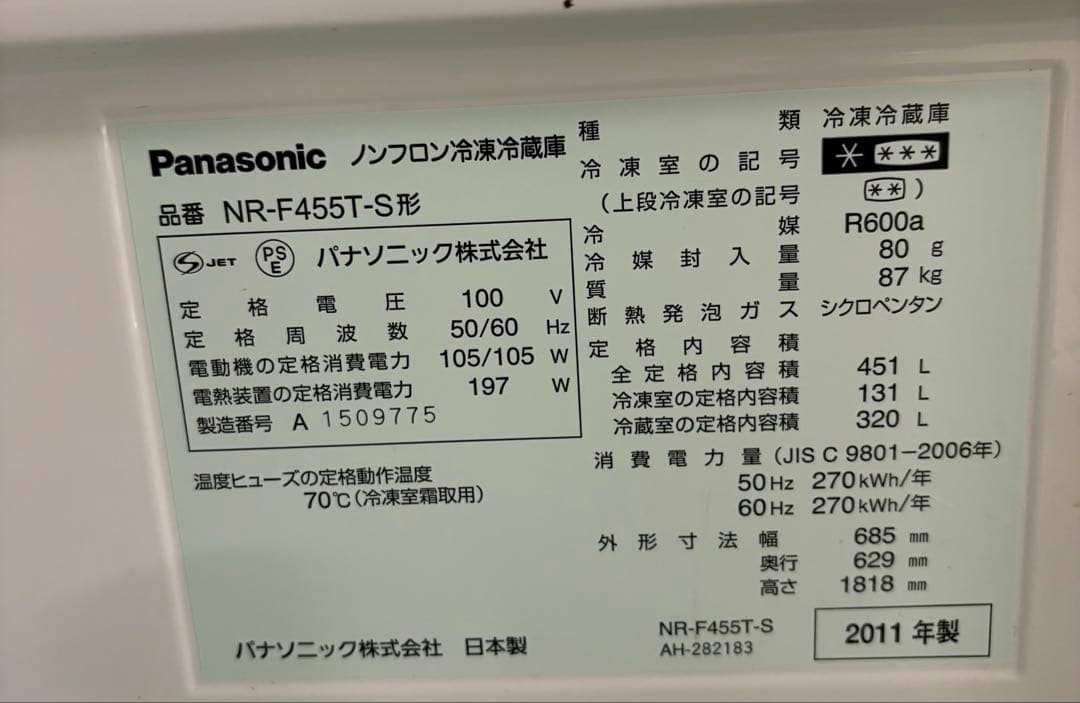 Panasonic ノンフロン冷凍冷蔵庫
品番 NR-F455T-S形
JET PSE パナソニック株式会社
定格電圧 100 V
定格周波数 50/60 Hz
電動機の定格消費電力 105/105 W
電熱装置の定格消費電力 197 W
製造番号 A 1509775
温度ヒューズの定格動作温度
70℃(冷凍室霜取用)
パナソニック株式会社 日本製
種類 冷凍冷蔵庫
冷凍室の記号 * ***
(上段冷凍室の記号 ** )
冷媒 R600a
冷媒封入量 80 g
質量 87 kg
断熱発泡ガス シクロペンタン
定格内容積
全定格内容積 451 L
冷凍室の定格内容積 131 L
冷蔵室の定格内容積 320 L
消費電力量 (JIS C 9801-2006年)
50Hz 270kWh/年
60Hz 270kWh/年
外形寸法幅 685 mm
奥行 629 mm
高さ 1818 mm
NR-F455T-S
AH-282183
2011年製